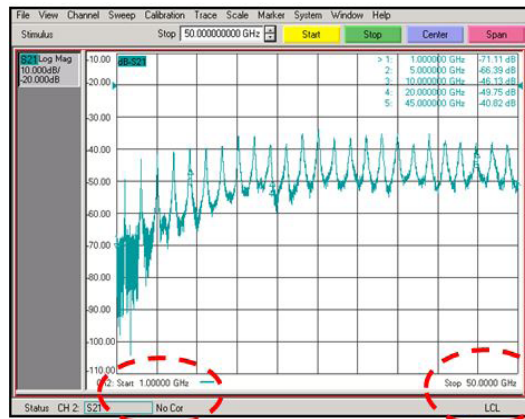 File View Channel Sweep Calibration Trace Scale Marker System Window Help
Stimulus Stop 50.000000000 GHz Start Stop Center Span
S21 Log Mag
10.000dB/
-20.000dB
-10.00
dB-S21
-20.00
-30.00
-40.00
-50.00
-60.00
-70.00
-80.00
-90.00
-100.00
-110.00
> 1: 1.000000 GHz -71.11 dB
2: 5.000000 GHz -66.39 dB
3: 10.000000 GHz -46.13 dB
4: 20.000000 GHz -49.75 dB
5: 45.000000 GHz -40.82 dB
Ch2: Start 1.00000 GHz
Stop 50.0000 GHz
Status CH 2: S21 No Cor LCL